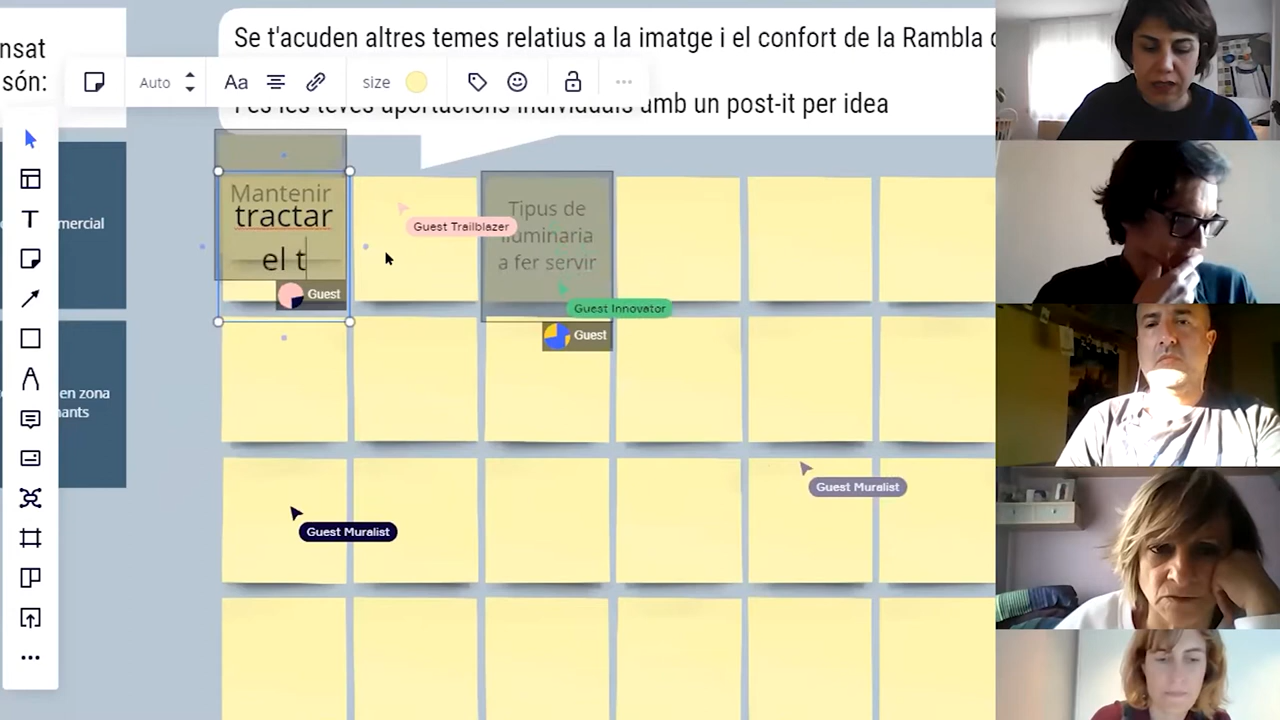 nsat
són:
Se t'acuden altres temes relatius a la imatge i el confort de la Rambla
Auto
Aa
size
Fes les teves aportacions individuals amb un post-it per idea
mercial
en zona
nants
Mantenir
tractar
el t
Guest
Guest Trailblazer
Tipus de
iluminaria
a fer servir
Guest Innovator
Guest
Guest Muralist
Guest Muralist
T